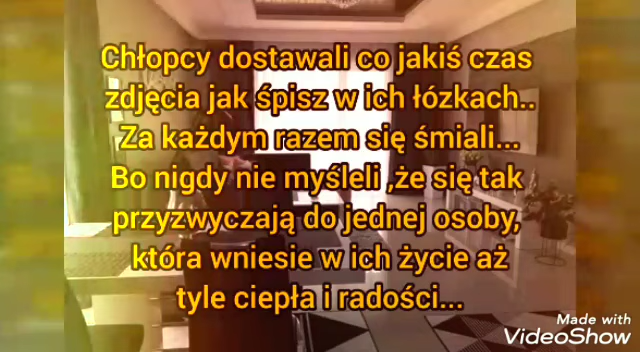 Chłopcy dostawali co jakiś czas
zdjęcia jak śpisz w ich łózkach..
Za każdym razem się śmiali...
Bo nigdy nie myśleli ,że się tak
przyzwyczają do jednej osoby,
która wniesie w ich życie aż
tyle ciepła i radości...
Made with
VideoShow